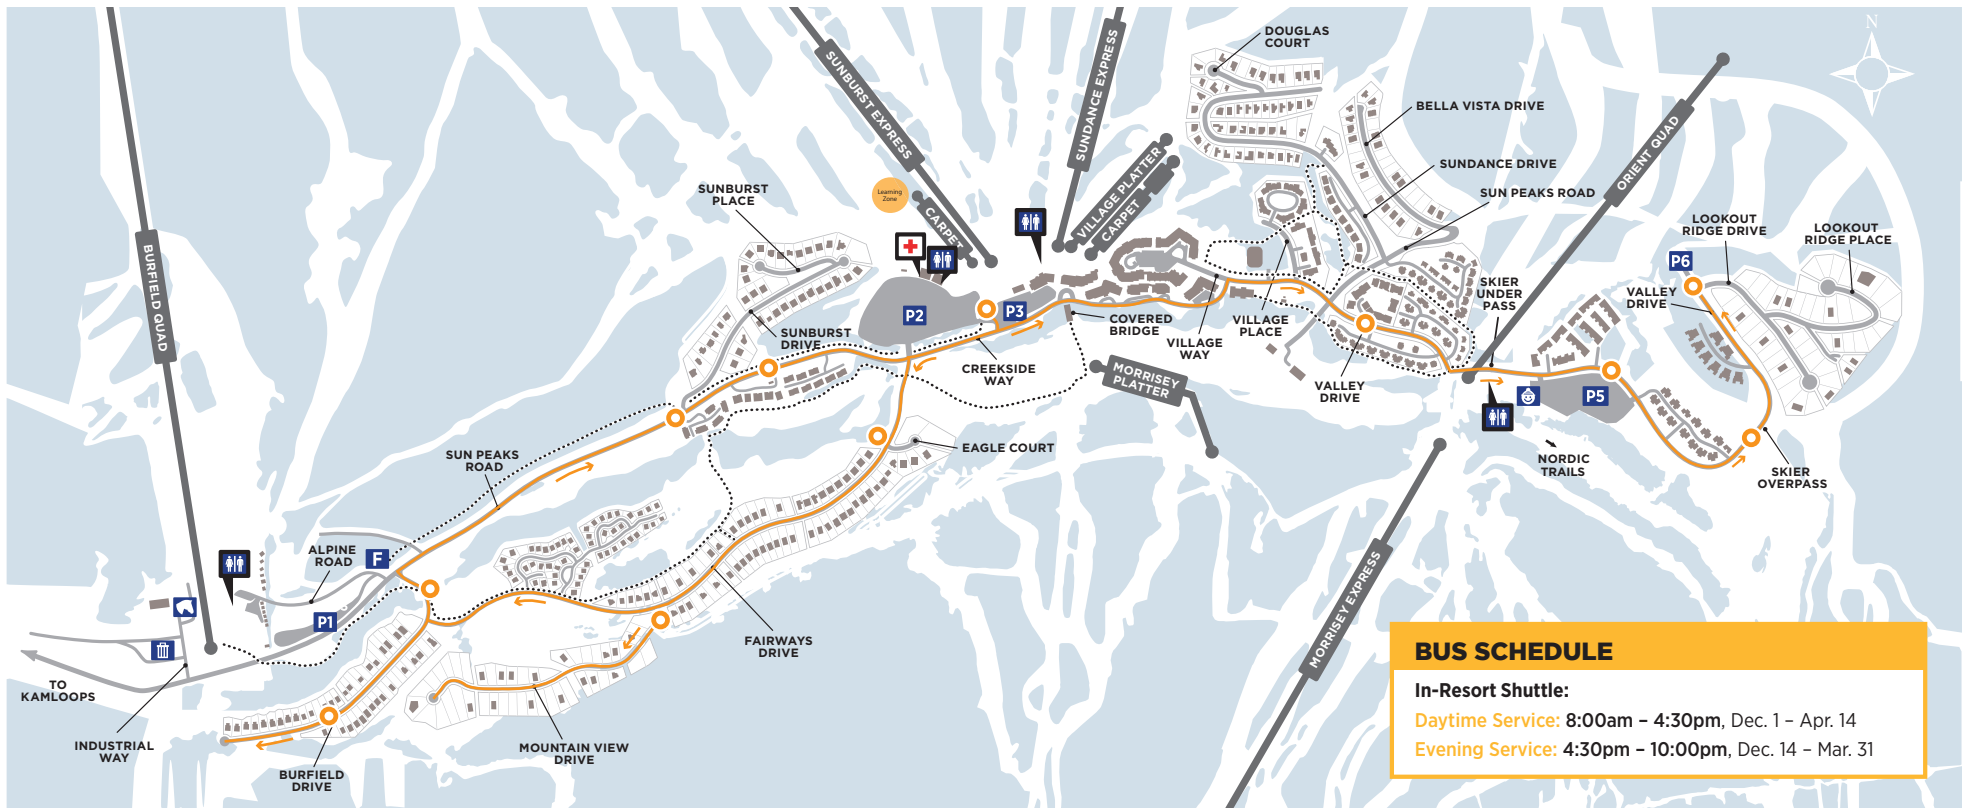 N
DOUGLAS
COURT
BELLA VISTA DRIVE
SUNDANCE DRIVE
SUN PEAKS ROAD
ORIENT QUAD
LOOKOUT
RIDGE DRIVE
LOOKOUT
RIDGE PLACE
SUNBURST EXPRESS
SUNDANCE EXPRESS
VILLAGE PLATTER
CARPET
Learning
Zone
CARPET
SUNBURST
PLACE
BURFIELD QUAD
P6
VALLEY
DRIVE
SKIER
UNDER
PASS
P2
P3
SUNBURST
DRIVE
COVERED
BRIDGE
VILLAGE
WAY
VILLAGE
PLACE
CREEKSIDE
WAY
MORRISEY
PLATTER
VALLEY
DRIVE
P5
EAGLE COURT
NORDIC
TRAILS
SKIER
OVERPASS
SUN PEAKS
ROAD
ALPINE
ROAD
F
P1
FAIRWAYS
DRIVE
MORRISEY EXPRESS
TO
KAMLOOPS
INDUSTRIAL
WAY
BURFIELD
DRIVE
MOUNTAIN VIEW
DRIVE
BUS SCHEDULE
In-Resort Shuttle:
Daytime Service: 8:00am – 4:30pm, Dec. 1 – Apr. 14
Evening Service: 4:30pm – 10:00pm, Dec. 14 – Mar. 31